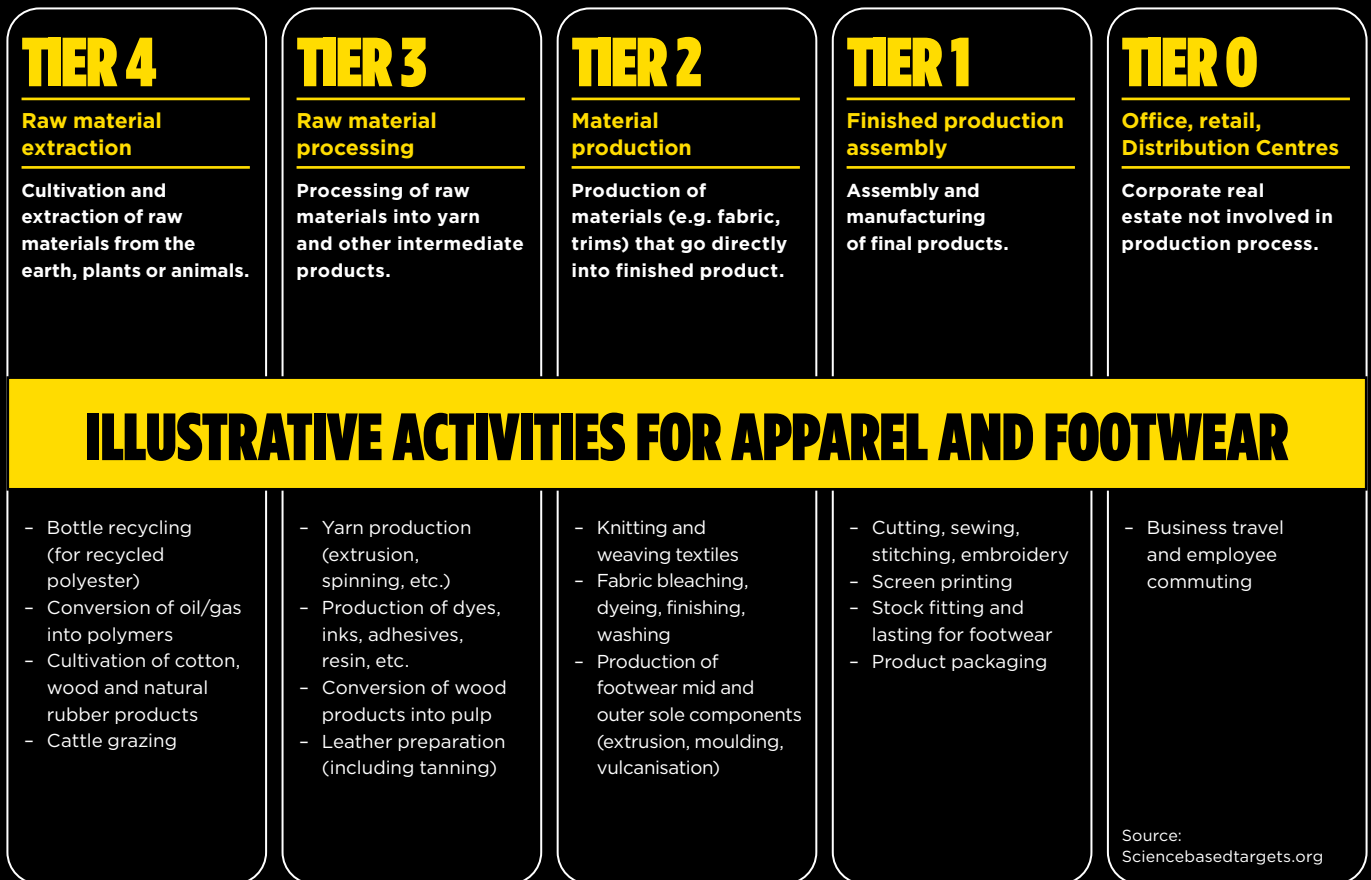 TIER 4
Raw material
extraction
Cultivation and
extraction of raw
materials from the
earth, plants or animals.
TIER 3
Raw material
processing
Processing of raw
materials into yarn
and other intermediate
products.
TIER 2
Material
production
Production of
materials (e.g. fabric,
trims) that go directly
into finished product.
TIER 1
Finished production
assembly
Assembly and
manufacturing
of final products.
TIER 0
Office, retail,
Distribution Centres
Corporate real
estate not involved in
production process.
ILLUSTRATIVE ACTIVITIES FOR APPAREL AND FOOTWEAR
– Bottle recycling
(for recycled
polyester)
– Conversion of oil/gas
into polymers
– Cultivation of cotton,
wood and natural
rubber products
– Cattle grazing
– Yarn production
(extrusion,
spinning, etc.)
– Production of dyes,
inks, adhesives,
resin, etc.
– Conversion of wood
products into pulp
– Leather preparation
(including tanning)
– Knitting and
weaving textiles
– Fabric bleaching,
dyeing, finishing,
washing
– Production of
footwear mid and
outer sole components
(extrusion, moulding,
vulcanisation)
– Cutting, sewing,
stitching, embroidery
– Screen printing
– Stock fitting and
lasting for footwear
– Product packaging
– Business travel
and employee
commuting
Source:
Sciencebasedtargets.org